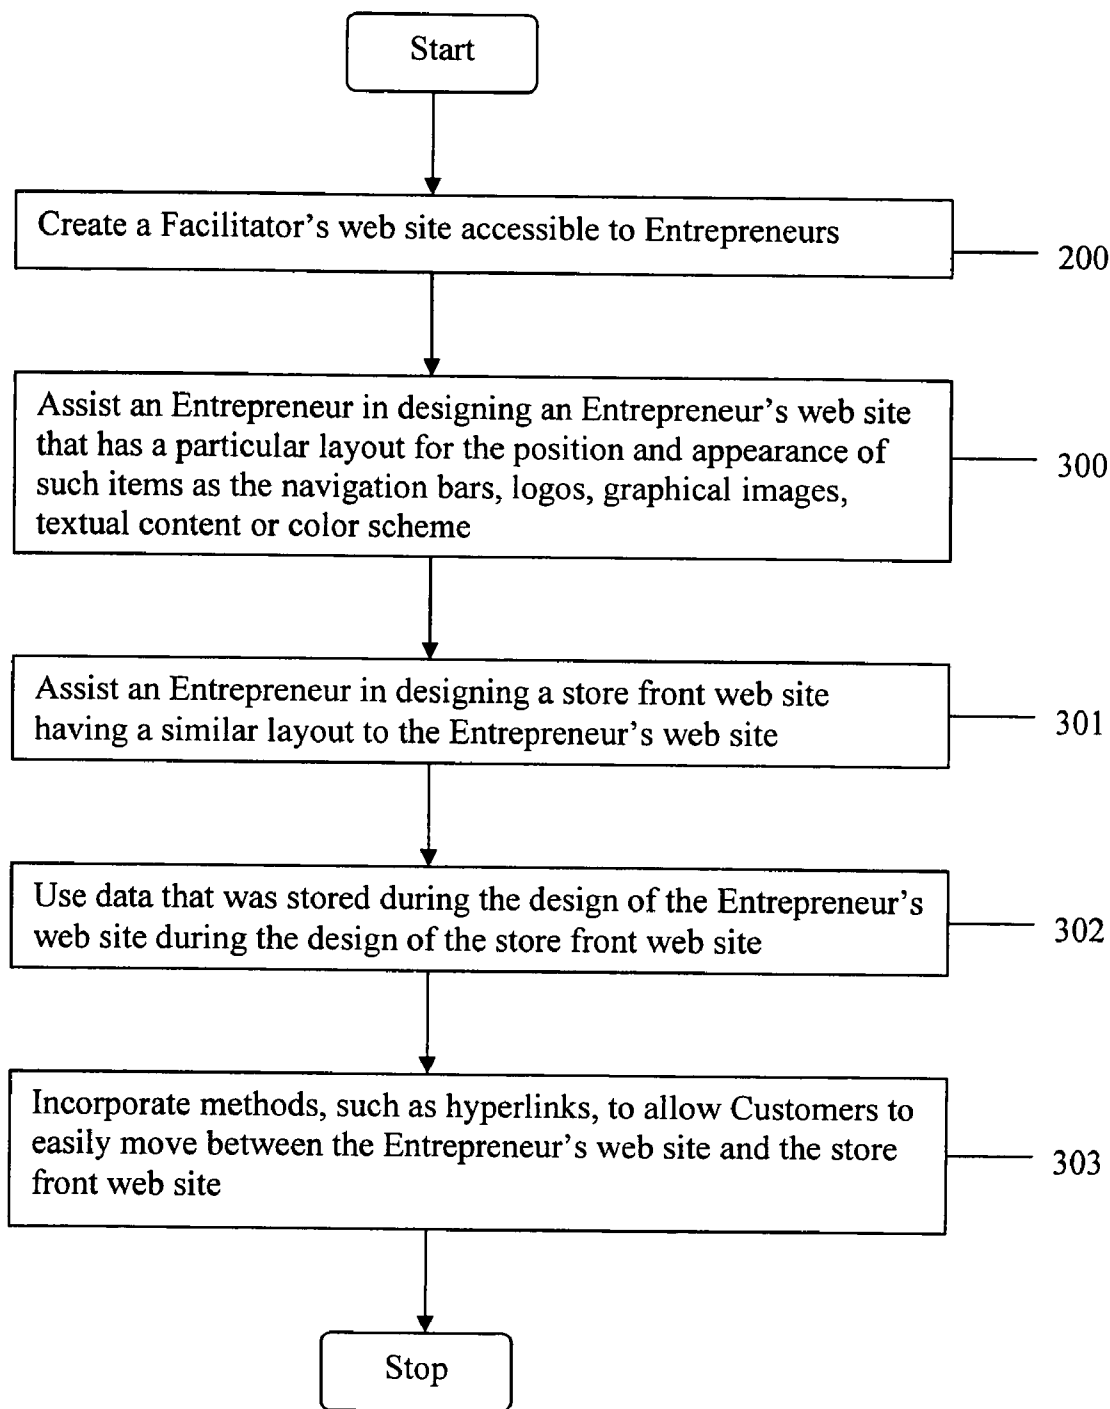 Start
Create a Facilitator's web site accessible to Entrepreneurs
200
Assist an Entrepreneur in designing an Entrepreneur's web site
that has a particular layout for the position and appearance of
such items as the navigation bars, logos, graphical images,
textual content or color scheme
300
Assist an Entrepreneur in designing a store front web site
having a similar layout to the Entrepreneur's web site
301
Use data that was stored during the design of the Entrepreneur's
web site during the design of the store front web site
302
Incorporate methods, such as hyperlinks, to allow Customers to
easily move between the Entrepreneur's web site and the store
front web site
303
Stop